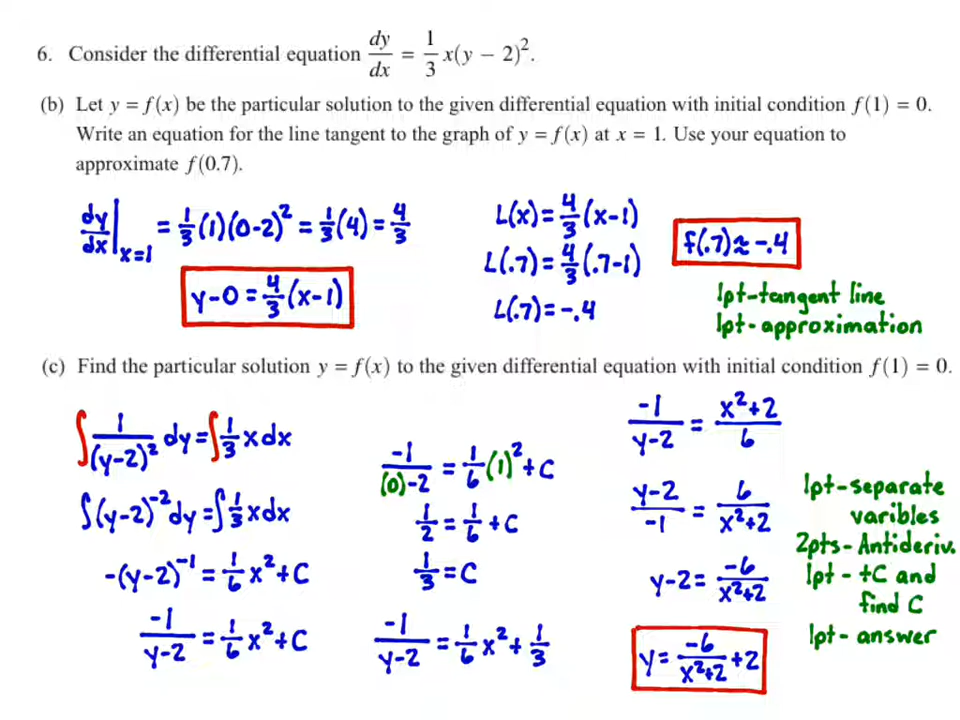 6. Consider the differential equation dy/dx = 1/3 x(y − 2)².
(b) Let y = f(x) be the particular solution to the given differential equation with initial condition f(1) = 0.
Write an equation for the line tangent to the graph of y = f(x) at x = 1. Use your equation to
approximate f(0.7).
dy/dx |x=1 = 1/3(1)(0-2)² = 1/3(4) = 4/3
y-0 = 4/3(x-1)
L(x) = 4/3(x-1)
L(.7) = 4/3(.7-1)
L(.7) = -.4
f(.7) ≈ -.4
1pt-tangent line
1pt-approximation
(c) Find the particular solution y = f(x) to the given differential equation with initial condition f(1) = 0.
∫ 1/(y-2)² dy = ∫ 1/3 x dx
∫(y-2)⁻² dy = ∫ 1/3 x dx
-(y-2)⁻¹ = 1/6 x² + C
-1/(y-2) = 1/6 x² + C
-1/((0)-2) = 1/6 (1)² + C
1/2 = 1/6 + C
1/3 = C
-1/(y-2) = 1/6 x² + 1/3
-1/(y-2) = (x²+2)/6
(y-2)/-1 = 6/(x²+2)
y-2 = -6/(x²+2)
y = -6/(x²+2) + 2
1pt-separate
varibles
2pts-Antideriv.
1pt - +C and
find C
1pt- answer